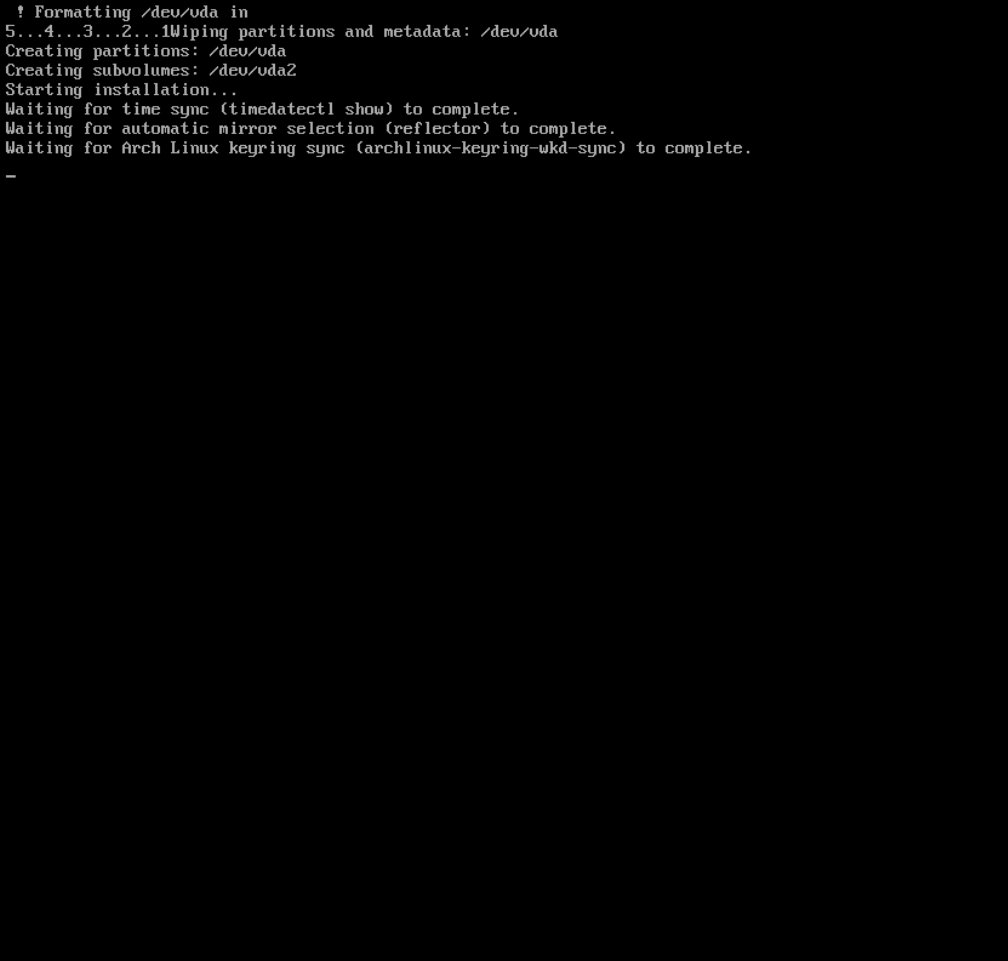 ! Formatting /dev/vda in
5...4...3...2...1Wiping partitions and metadata: /dev/vda
Creating partitions: /dev/vda
Creating subvolumes: /dev/vda2
Starting installation...
Waiting for time sync (timedatectl show) to complete.
Waiting for automatic mirror selection (reflector) to complete.
Waiting for Arch Linux keyring sync (archlinux-keyring-wkd-sync) to complete.